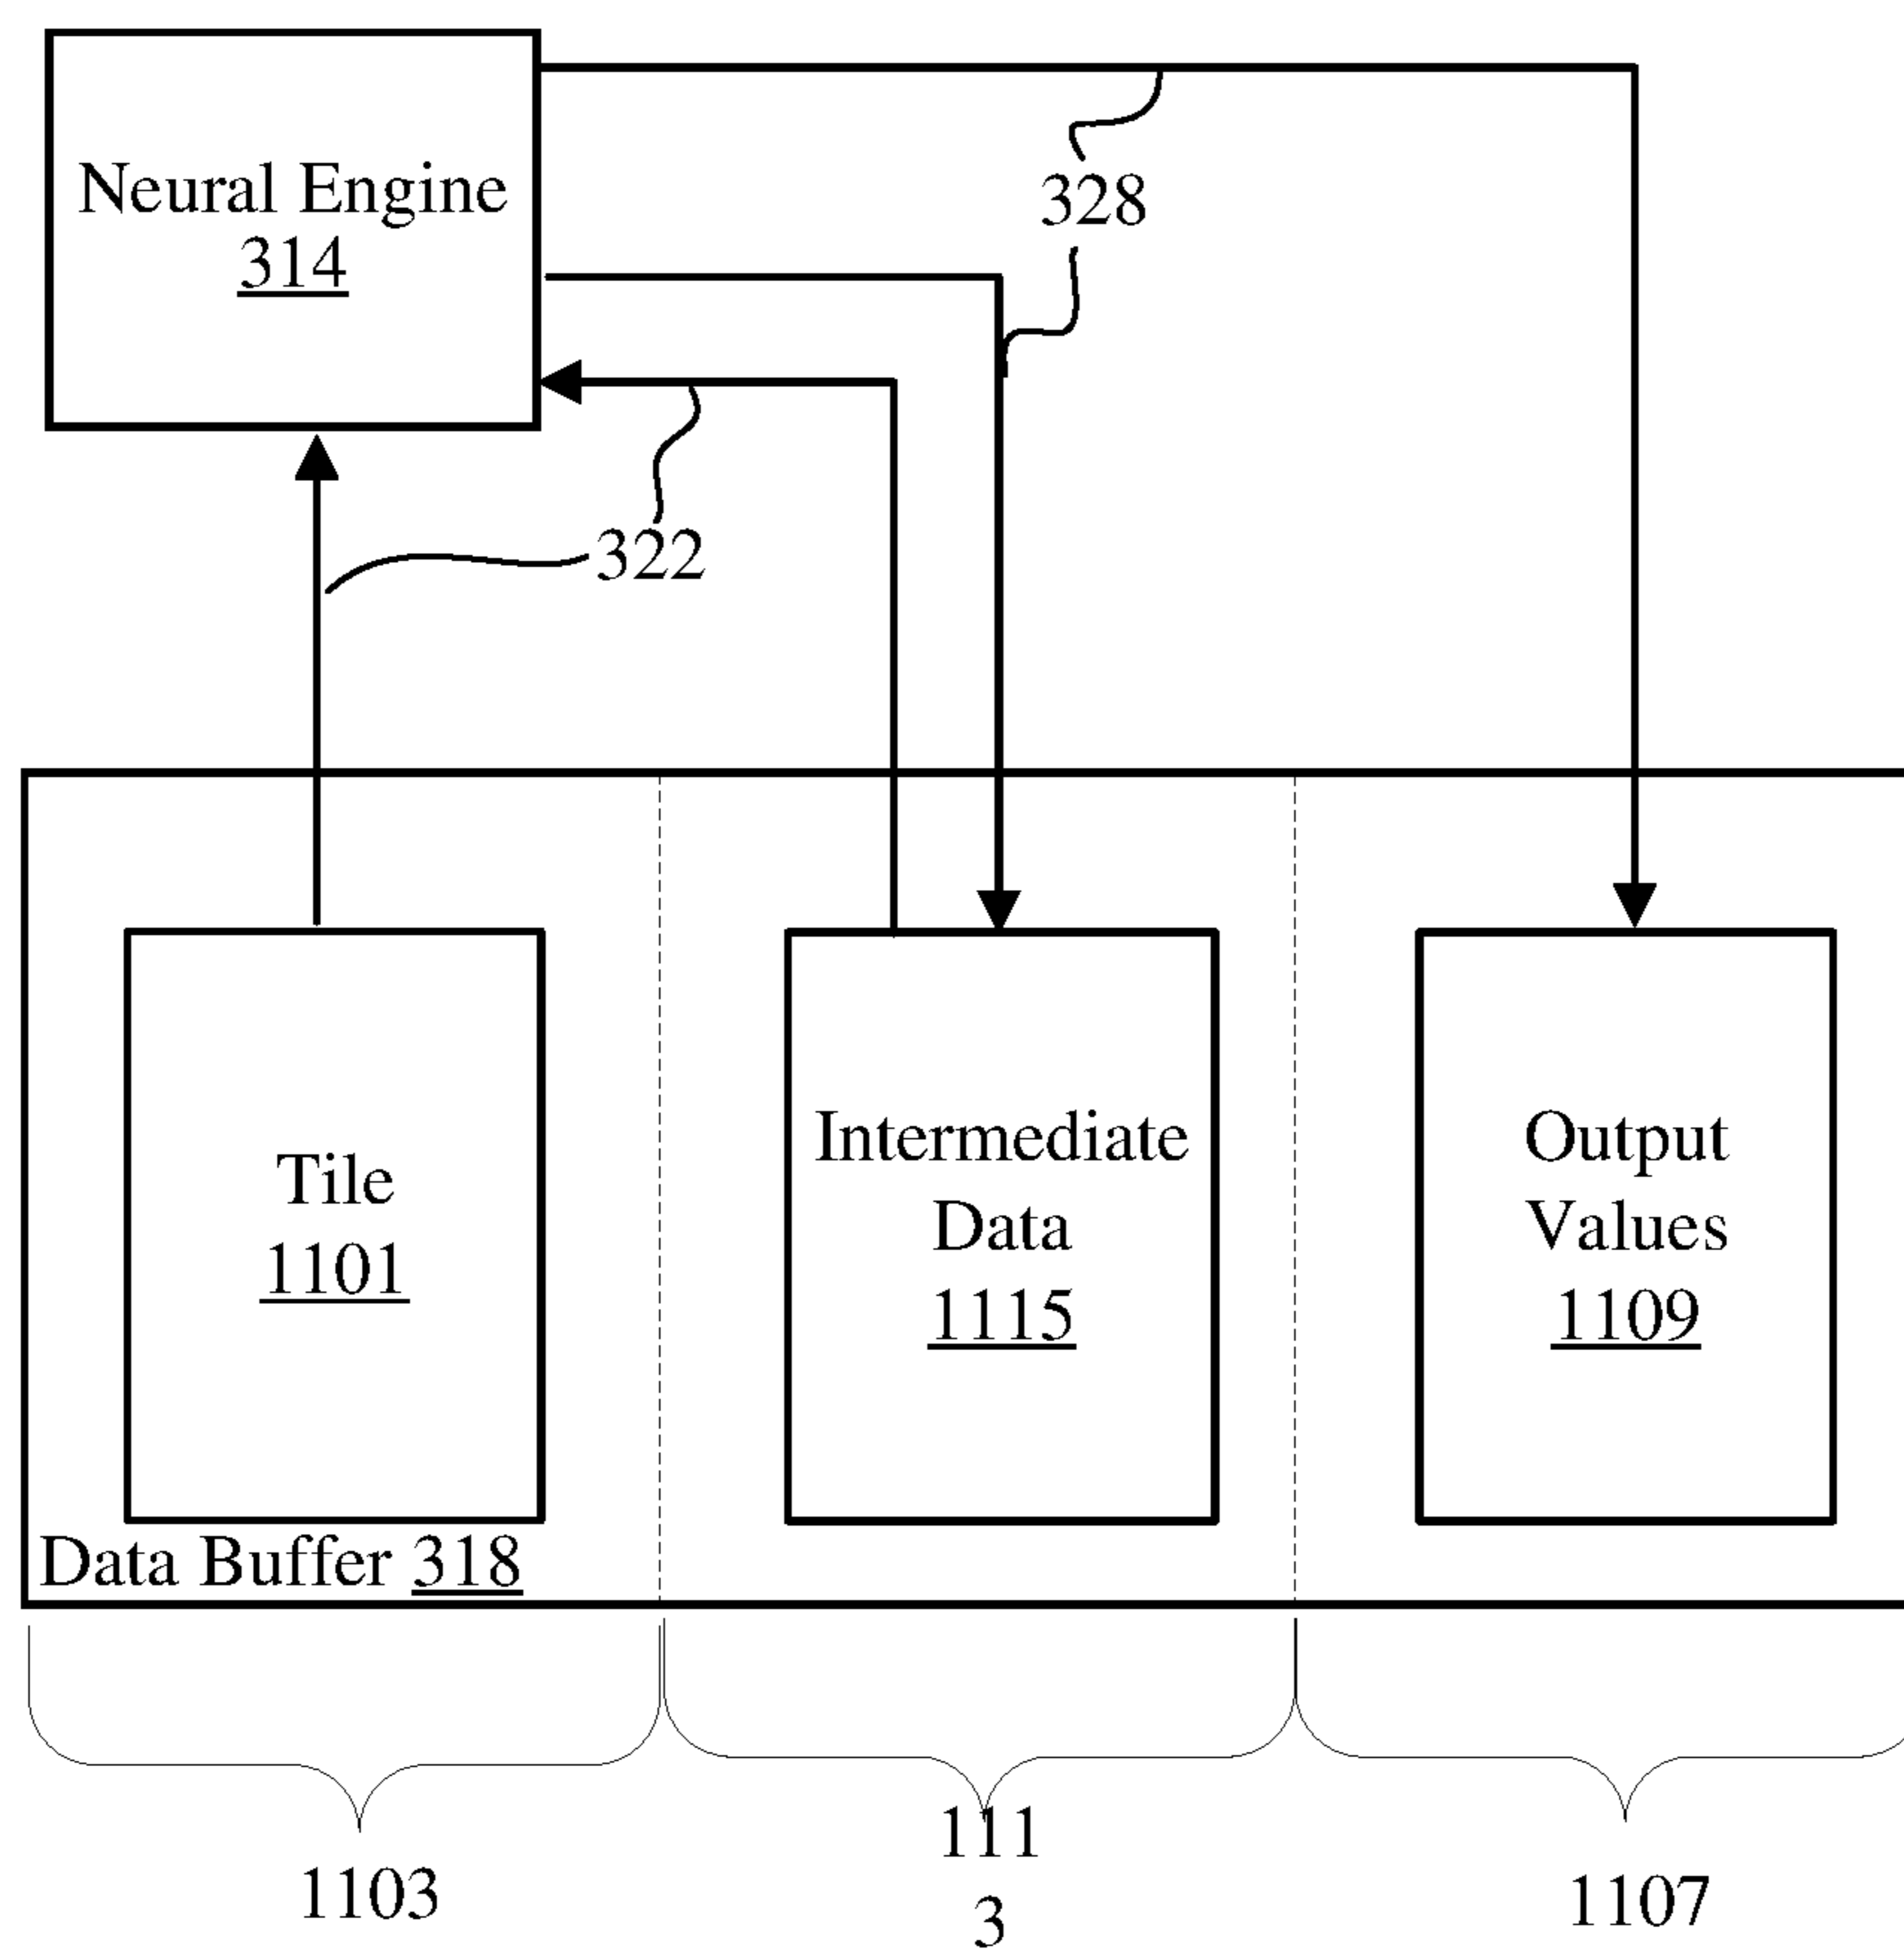 Neural Engine
314
328
322
Tile
1101
Intermediate
Data
1115
Output
Values
1109
Data Buffer 318
1103
111
3
1107